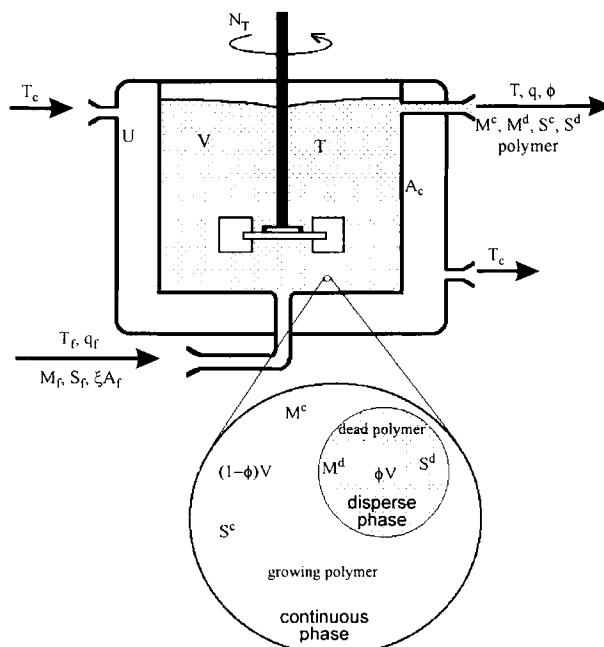 N_T
T_c
T, q, ϕ
M^c, M^d, S^c, S^d
polymer
U
V
T
A_c
T_c
T_f, q_f
M_f, S_f, ξA_f
M^c
dead polymer
(1−ϕ)V
M^d
ϕV
S^d
disperse
phase
S^c
growing polymer
continuous
phase